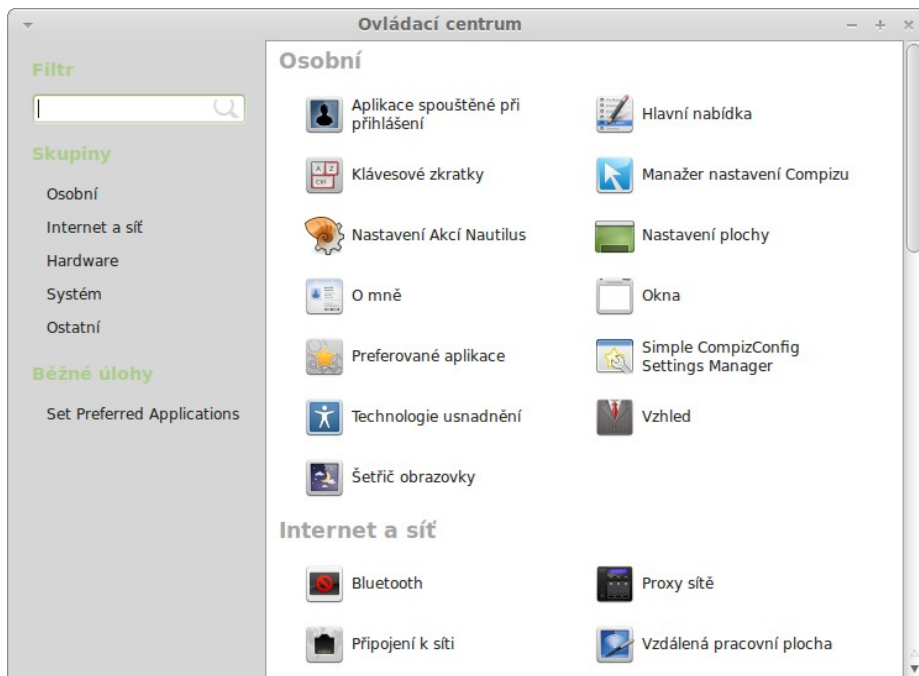 Ovládací centrum
Filtr
Skupiny
Osobní
Internet a síť
Hardware
Systém
Ostatní
Běžné úlohy
Set Preferred Applications
Osobní
Aplikace spouštěné při
přihlášení
Hlavní nabídka
Klávesové zkratky
Manažer nastavení Compizu
Nastavení Akcí Nautilus
Nastavení plochy
O mně
Okna
Preferované aplikace
Simple CompizConfig
Settings Manager
Technologie usnadnění
Vzhled
Šetřič obrazovky
Internet a síť
Bluetooth
Proxy sítě
Připojení k síti
Vzdálená pracovní plocha